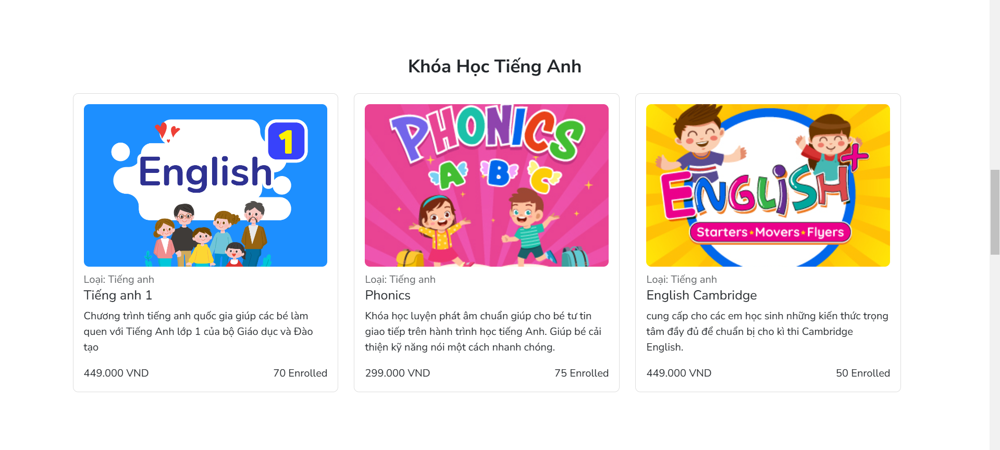 Khóa Học Tiếng Anh
English
1
Loại: Tiếng anh
Tiếng anh 1
Chương trình tiếng anh quốc gia giúp các bé làm
quen với Tiếng Anh lớp 1 của bộ Giáo dục và Đào
tạo
449.000 VND
70 Enrolled
PHONICS
A B C
Loại: Tiếng anh
Phonics
Khóa học luyện phát âm chuẩn giúp cho bé tư tin
giao tiếp trên hành trình học tiếng Anh. Giúp bé cải
thiện kỹ năng nói một cách nhanh chóng.
299.000 VND
75 Enrolled
ENGLISH+
Starters★Movers★Flyers
Loại: Tiếng anh
English Cambridge
cung cấp cho các em học sinh những kiến thức trọng
tâm đầy đủ để chuẩn bị cho kì thi Cambridge
English.
449.000 VND
50 Enrolled